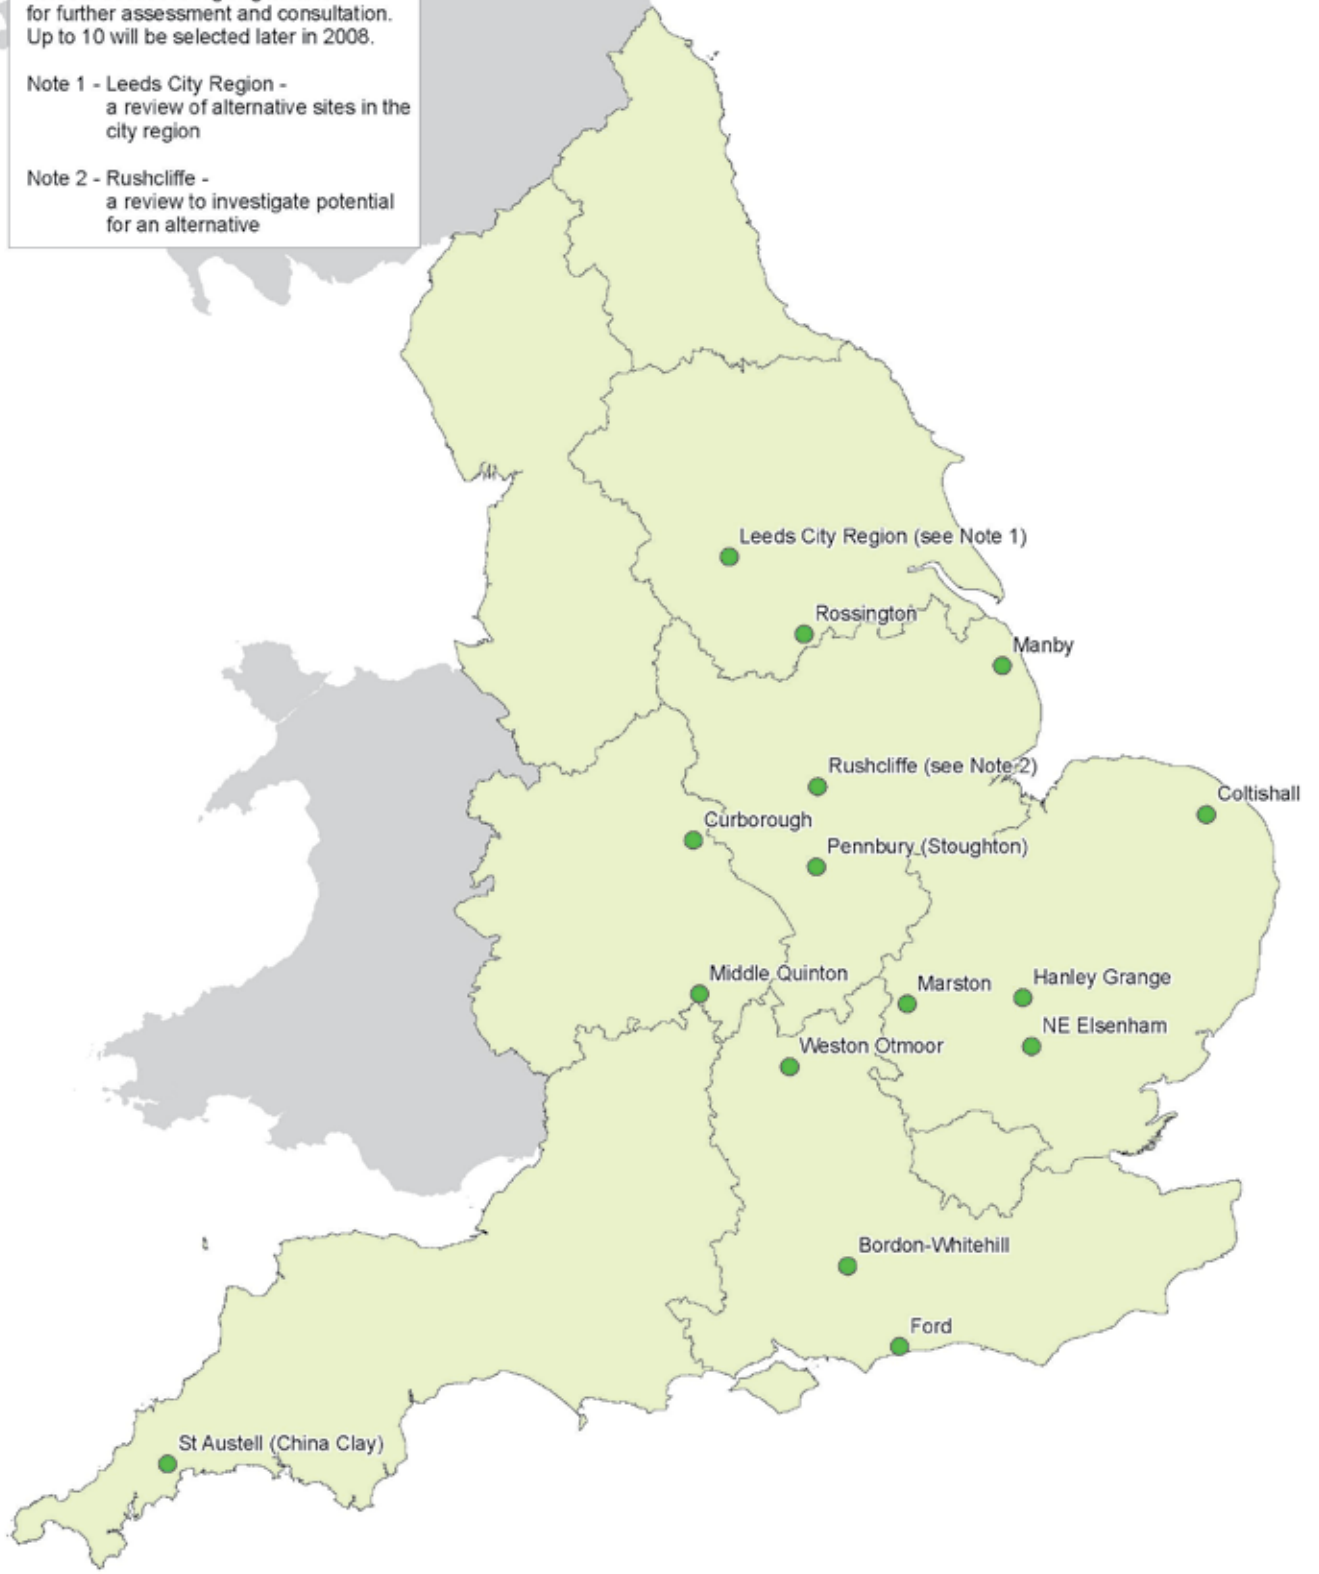 for further assessment and consultation.
Up to 10 will be selected later in 2008.
Note 1 - Leeds City Region -
a review of alternative sites in the
city region
Note 2 - Rushcliffe -
a review to investigate potential
for an alternative
Leeds City Region (see Note 1)
Rossington
Manby
Rushcliffe (see Note 2)
Coltishall
Curborough
Pennbury (Stoughton)
Middle Quinton
Marston
Hanley Grange
NE Elsenham
Weston Otmoor
Bordon-Whitehill
Ford
St Austell (China Clay)